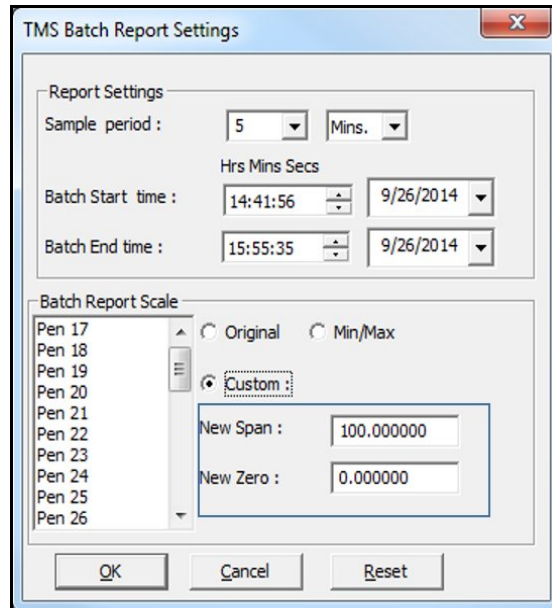 TMS Batch Report Settings
X
Report Settings
Sample period :
5
Mins.
Hrs Mins Secs
Batch Start time :
14:41:56
9/26/2014
Batch End time :
15:55:35
9/26/2014
Batch Report Scale
Pen 17
Pen 18
Pen 19
Pen 20
Pen 21
Pen 22
Pen 23
Pen 24
Pen 25
Pen 26
Original
Min/Max
Custom :
New Span :
100.000000
New Zero :
0.000000
OK
Cancel
Reset